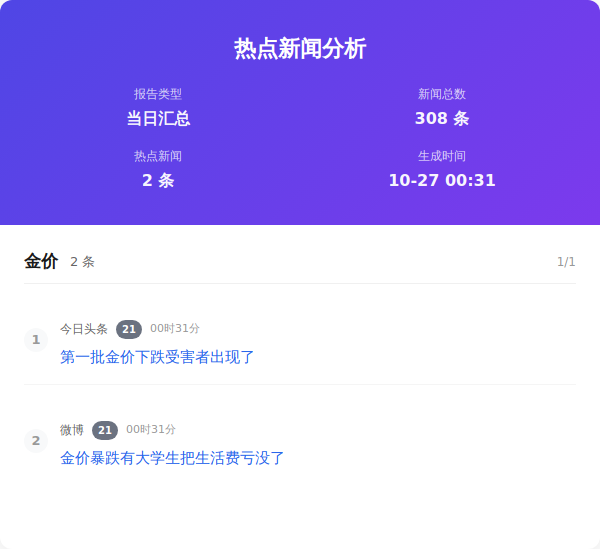 热点新闻分析
报告类型
新闻总数
当日汇总
308 条
热点新闻
生成时间
2 条
10-27 00:31
金价 2 条 1/1
1 今日头条 21 00时31分
第一批金价下跌受害者出现了
2 微博 21 00时31分
金价暴跌有大学生把生活费亏没了